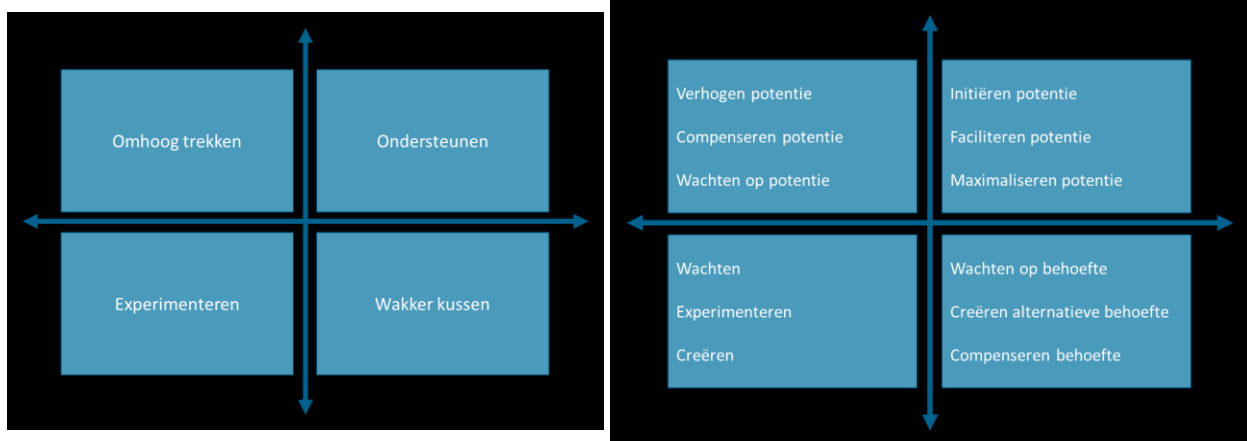 Omhoog trekken
Ondersteunen
Experimenteren
Wakker kussen
Verhogen potentie
Compenseren potentie
Wachten op potentie
Initiëren potentie
Faciliteren potentie
Maximaliseren potentie
Wachten
Experimenteren
Creëren
Wachten op behoefte
Creëren alternatieve behoefte
Compenseren behoefte